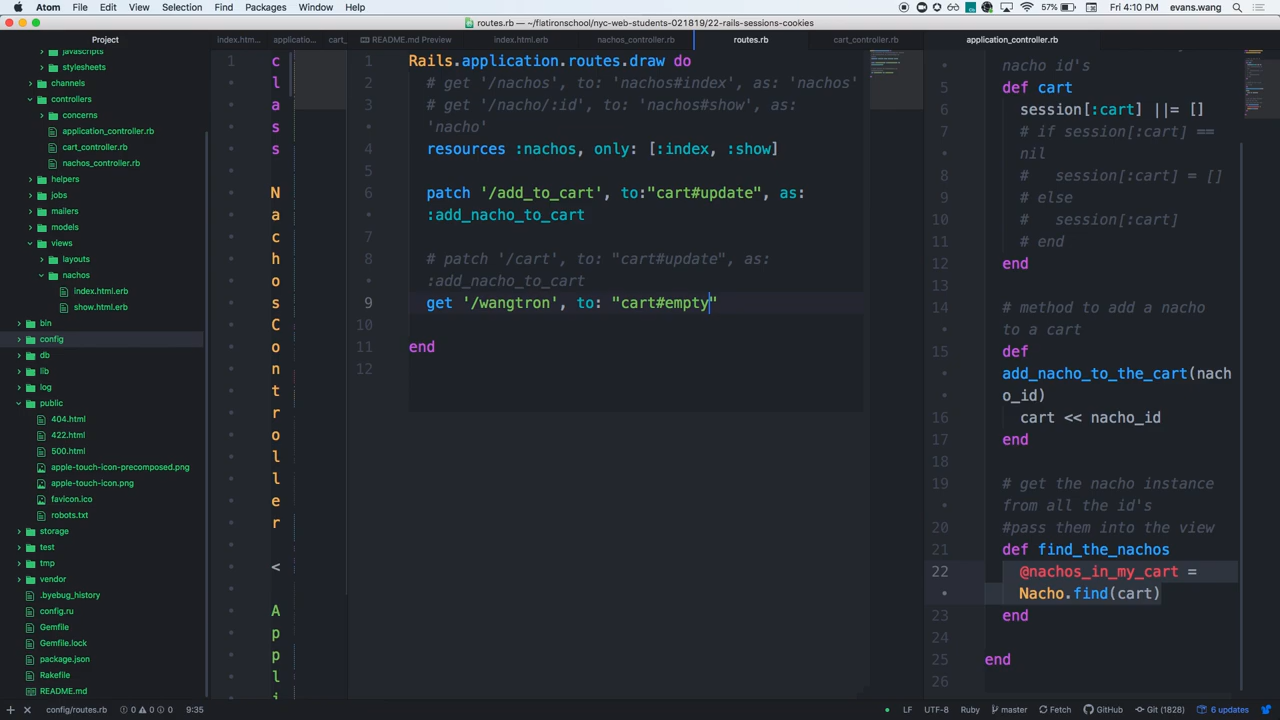 Atom File Edit View Selection Find Packages Window Help 57% Fri 4:10 PM evans.wang
routes.rb — ~/flatironschool/nyc-web-students-021819/22-rails-sessions-cookies
Project
index.htm... applicatio... cart_ README.md Preview index.html.erb nachos_controller.rb routes.rb cart_controller.rb application_controller.rb
javascripts
stylesheets
channels
controllers
concerns
application_controller.rb
cart_controller.rb
nachos_controller.rb
helpers
jobs
mailers
models
views
layouts
nachos
index.html.erb
show.html.erb
bin
config
db
lib
log
public
404.html
422.html
500.html
apple-touch-icon-precomposed.png
apple-touch-icon.png
favicon.ico
robots.txt
storage
test
tmp
vendor
.byebug_history
config.ru
Gemfile
Gemfile.lock
package.json
Rakefile
README.md
1 c
l
a
s
s
N
a
c
h
o
s
C
o
n
t
r
o
l
l
e
r
<
A
p
p
l
i
1 Rails.application.routes.draw do
2 # get '/nachos', to: 'nachos#index', as: 'nachos'
3 # get '/nacho/:id', to: 'nachos#show', as:
'nacho'
4 resources :nachos, only: [:index, :show]
5
6 patch '/add_to_cart', to:"cart#update", as:
:add_nacho_to_cart
7
8 # patch '/cart', to: "cart#update", as:
:add_nacho_to_cart
9 get '/wangtron', to: "cart#empty"
10
11 end
12
nacho id's
5 def cart
6 session[:cart] ||= []
7 # if session[:cart] ==
nil
8 # session[:cart] = []
9 # else
10 # session[:cart]
11 # end
12 end
13
14 # method to add a nacho
to a cart
15 def
add_nacho_to_the_cart(nach
o_id)
16 cart << nacho_id
17 end
18
19 # get the nacho instance
from all the id's
20 #pass them into the view
21 def find_the_nachos
22 @nachos_in_my_cart =
Nacho.find(cart)
23 end
24
25 end
26
config/routes.rb 0 0 0 9:35 LF UTF-8 Ruby master Fetch GitHub Git (1828) 6 updates